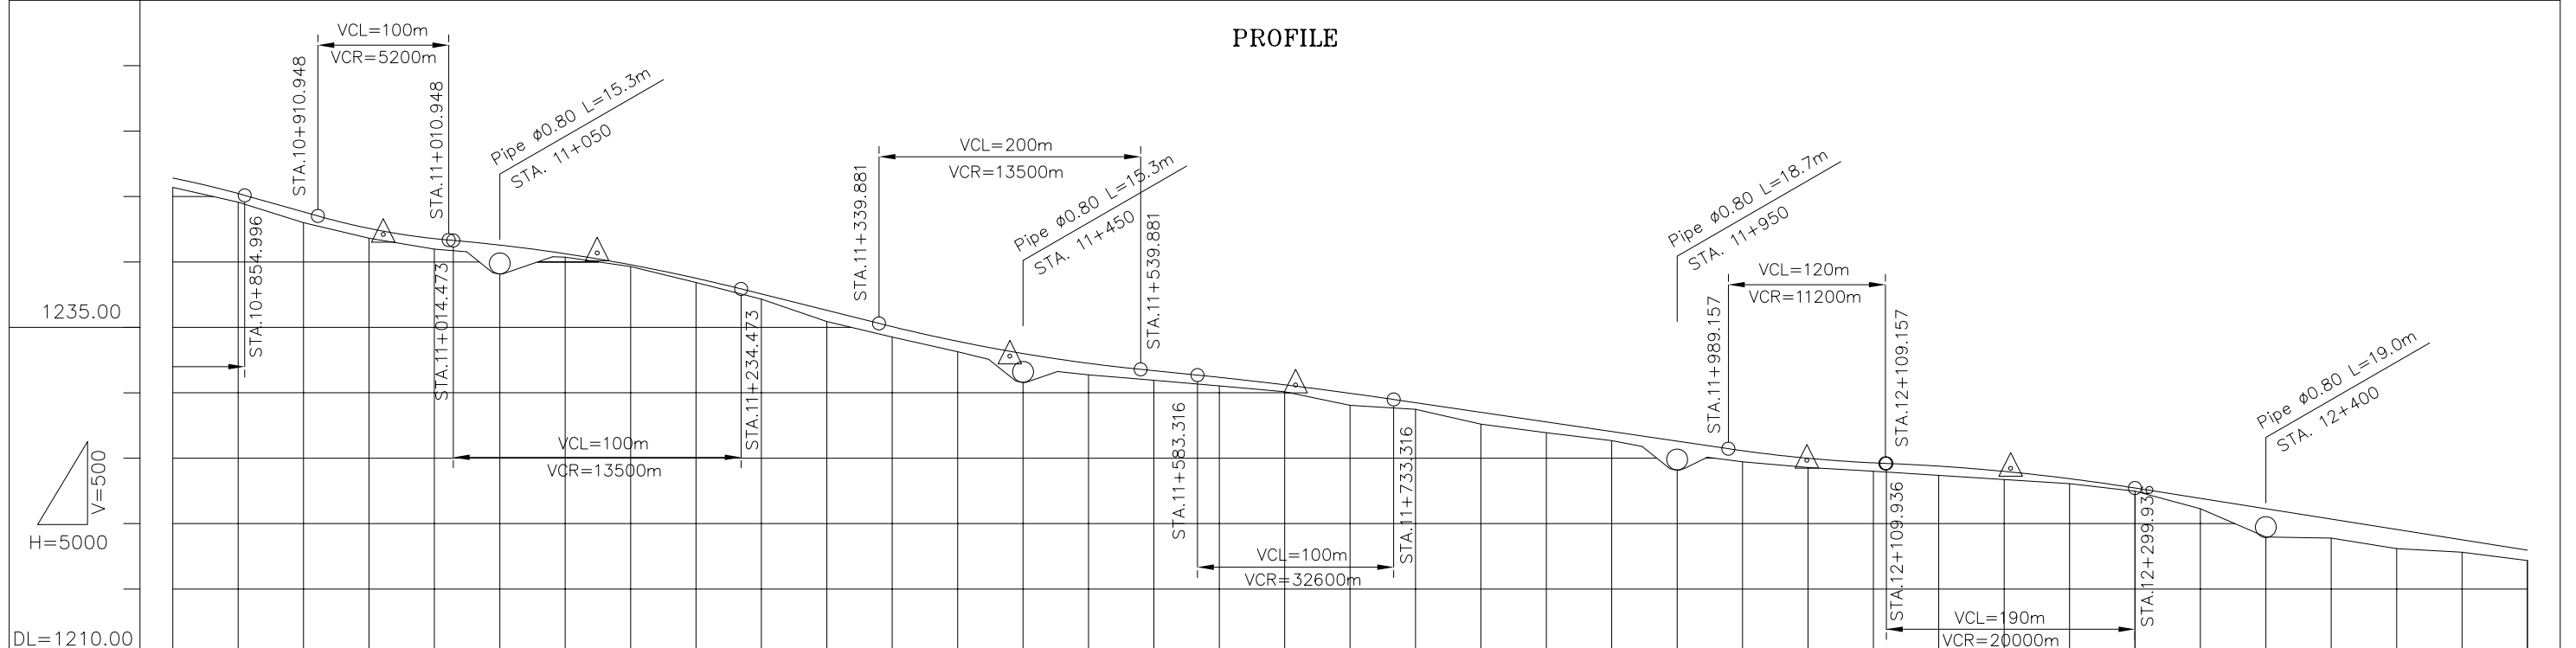 PROFILE
VCL=100m
VCR=5200m
STA.10+910.948
STA.11+010.948
Pipe ø0.80 L=15.3m
STA. 11+050
VCL=200m
VCR=13500m
STA.11+339.881
STA.11+539.881
Pipe ø0.80 L=15.3m
STA. 11+450
Pipe ø0.80 L=18.7m
STA. 11+950
VCL=120m
VCR=11200m
STA.11+989.157
STA.12+109.157
Pipe ø0.80 L=19.0m
STA. 12+400
1235.00
STA.10+854.996
STA.11+014.473
STA.11+234.473
VCL=100m
VCR=13500m
STA.11+583.316
STA.11+733.316
VCL=100m
VCR=32600m
STA.12+109.936
STA.12+299.936
VCL=190m
VCR=20000m
V=500
H=5000
DL=1210.00